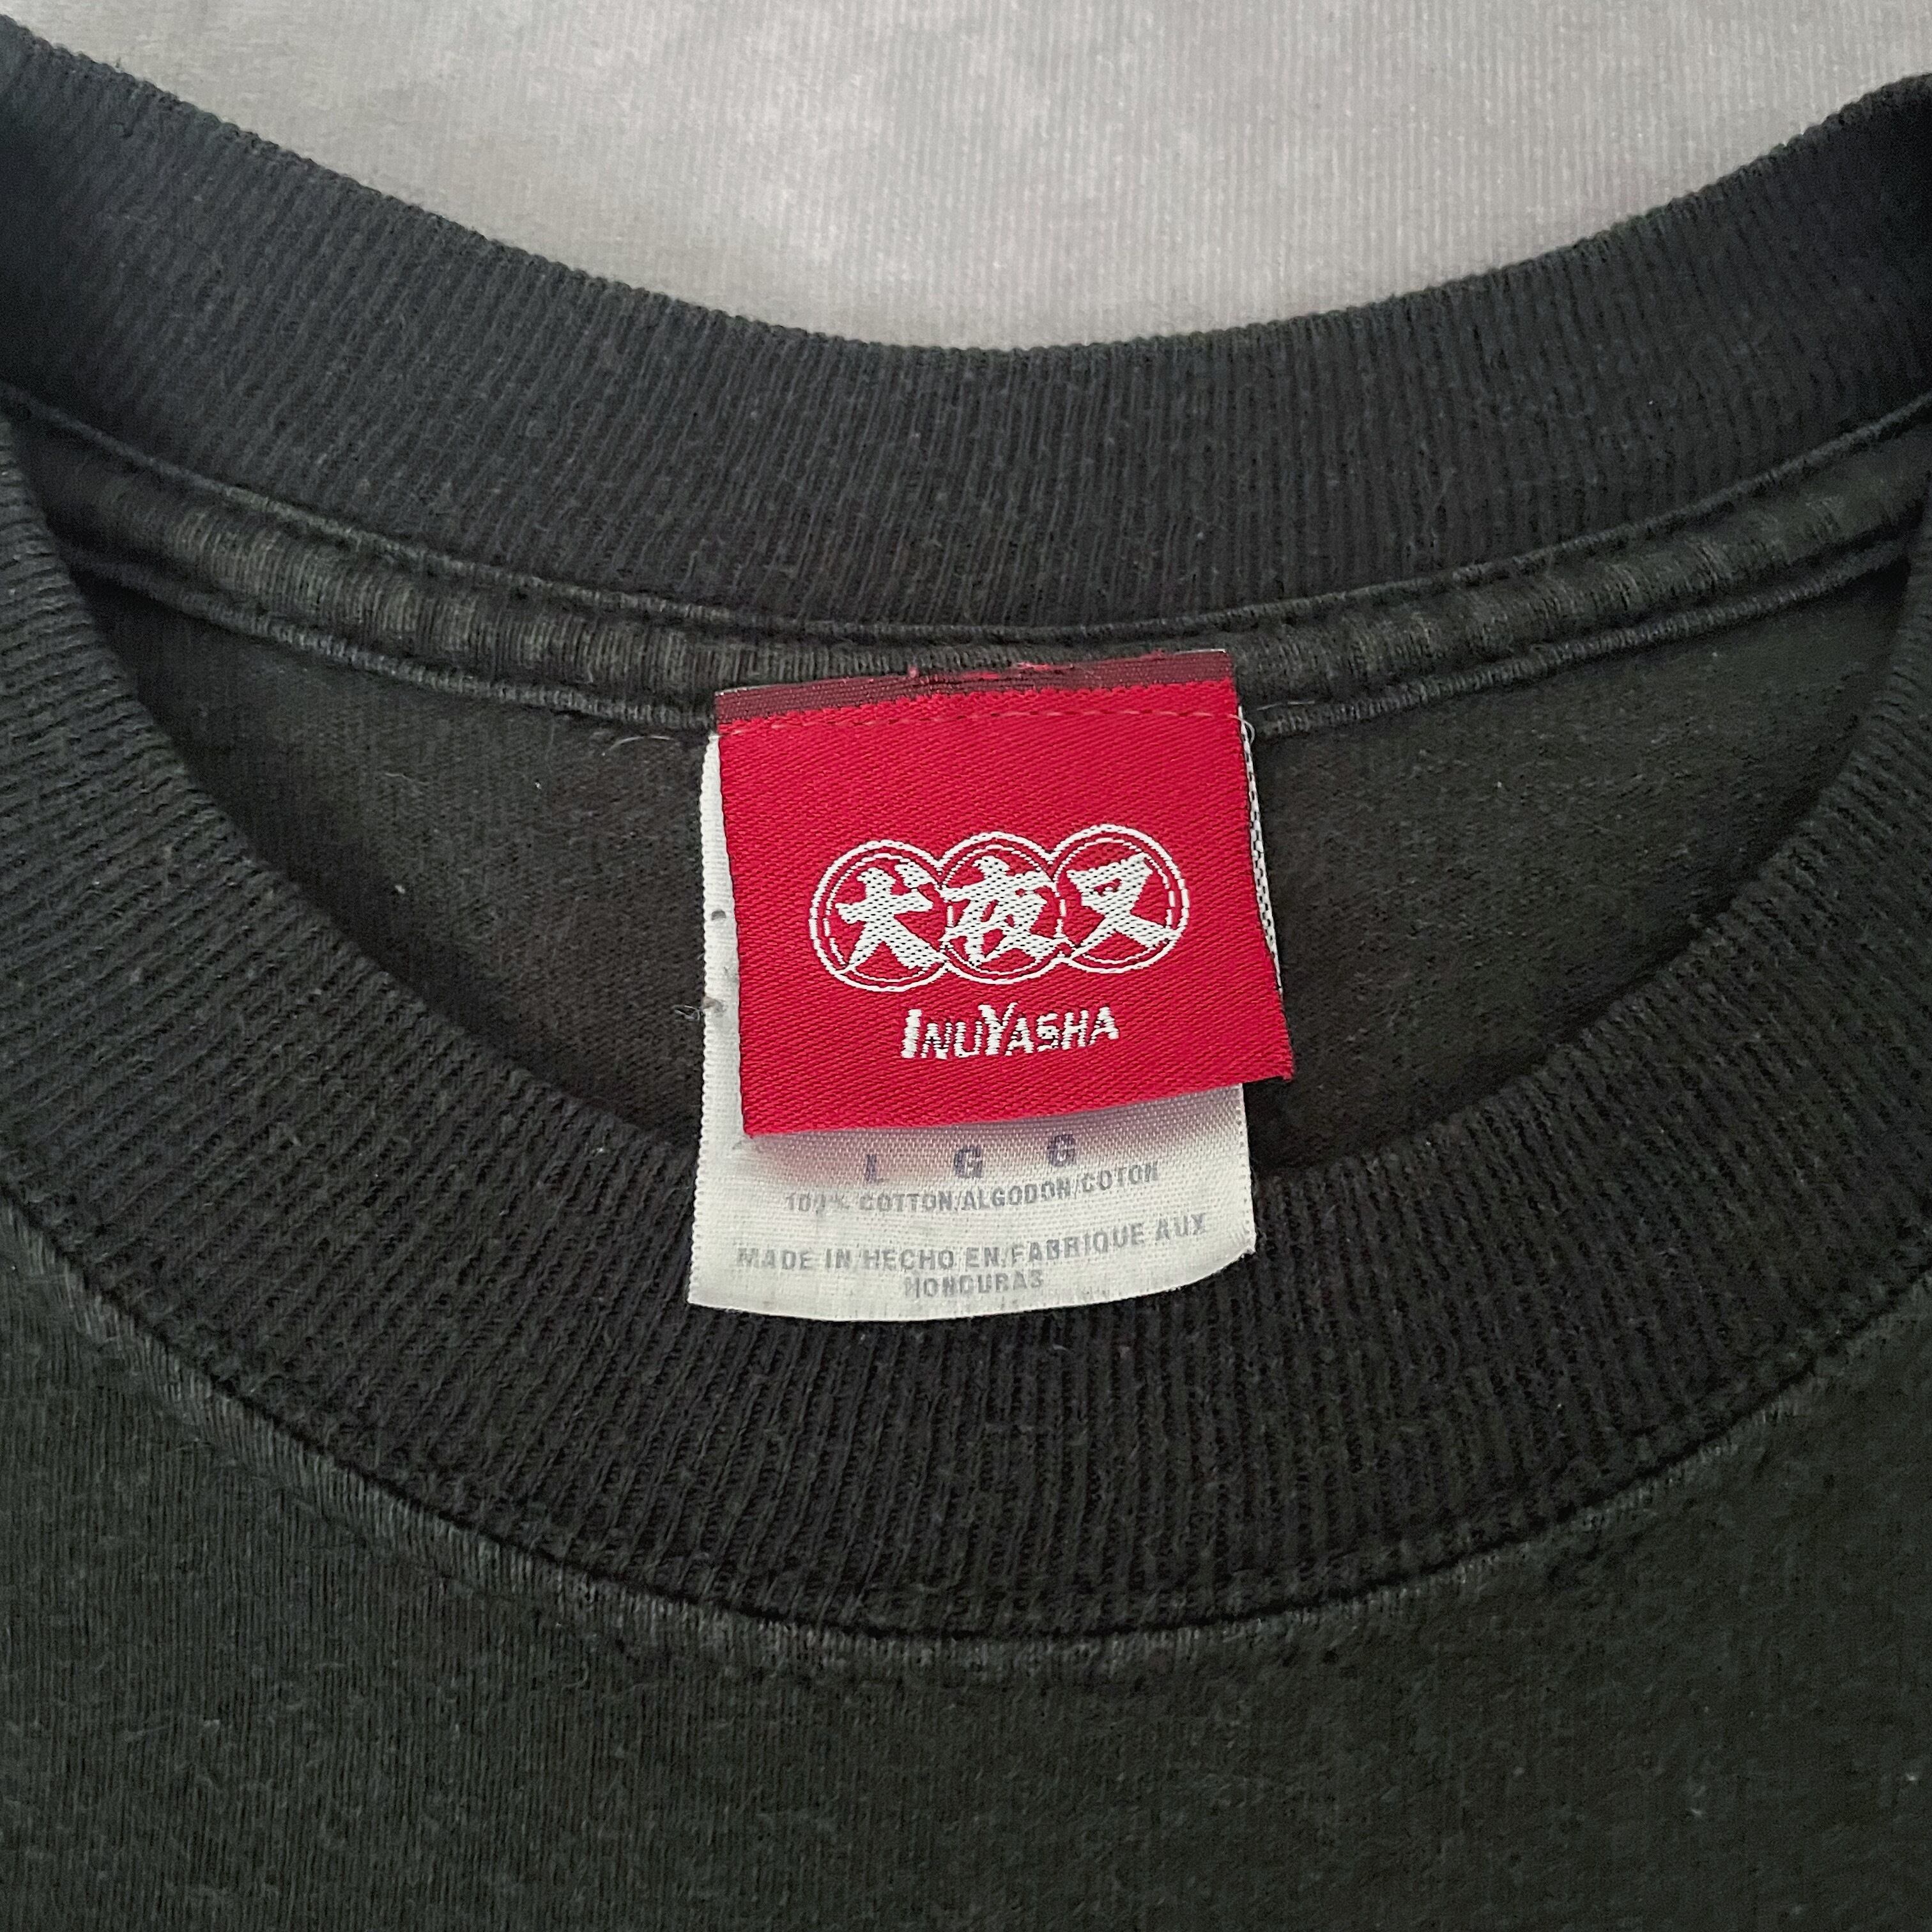 犬夜叉
INUYASHA
L G G
100% COTTON/ALGODON/COTON
MADE IN/HECHO EN/FABRIQUE AUX
HONDURAS